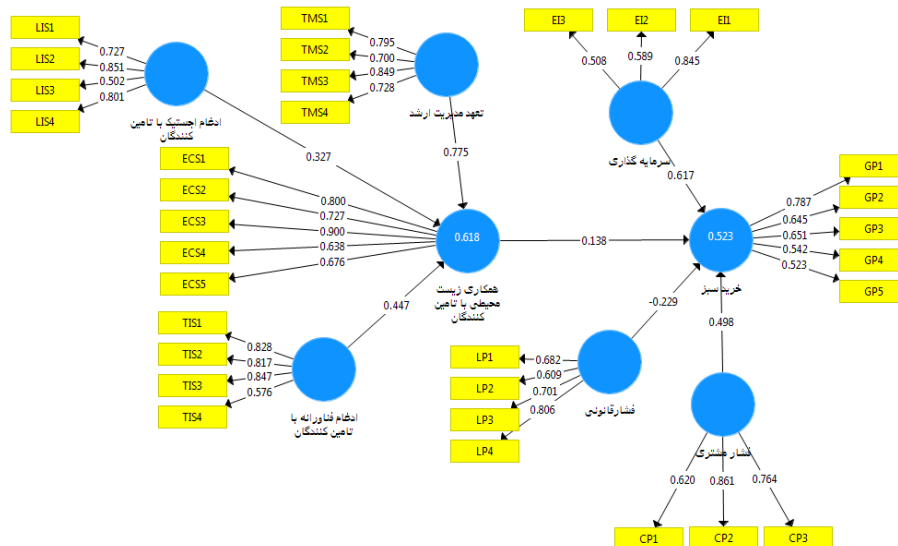 LIS1
LIS2
LIS3
LIS4
0.727
0.851
0.502
0.801
ادغام لجستیک با تامین
کنندگان
0.327
TMS1
TMS2
TMS3
TMS4
0.795
0.700
0.849
0.728
تعهد مدیریت ارشد
0.775
EI3
EI2
EI1
0.508
0.589
0.845
سرمایه گذاری
0.617
ECS1
ECS2
ECS3
ECS4
ECS5
0.800
0.727
0.900
0.638
0.676
0.618
همکاری زیست
محیطی با تامین
کنندگان
0.138
0.523
خرید سبز
0.787
0.645
0.651
0.542
0.523
GP1
GP2
GP3
GP4
GP5
TIS1
TIS2
TIS3
TIS4
0.828
0.817
0.847
0.576
ادغام فناورانه با
تامین کنندگان
0.447
LP1
LP2
LP3
LP4
0.682
0.609
0.701
0.806
فشارقانونی
-0.229
0.498
فشار مشتری
0.620
0.861
0.764
CP1
CP2
CP3